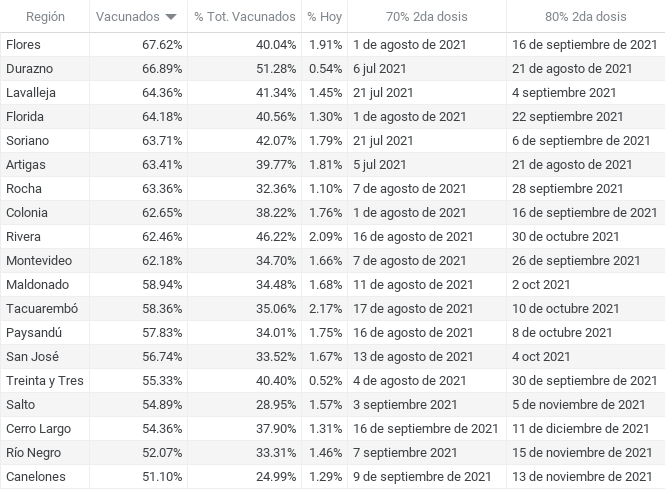 Región Vacunados % Tot. Vacunados % Hoy 70% 2da dosis 80% 2da dosis
Flores 67.62% 40.04% 1.91% 1 de agosto de 2021 16 de septiembre de 2021
Durazno 66.89% 51.28% 0.54% 6 jul 2021 21 de agosto de 2021
Lavalleja 64.36% 41.34% 1.45% 21 jul 2021 4 septiembre 2021
Florida 64.18% 40.56% 1.30% 1 de agosto de 2021 22 septiembre 2021
Soriano 63.71% 42.07% 1.79% 21 jul 2021 6 de septiembre de 2021
Artigas 63.41% 39.77% 1.81% 5 jul 2021 21 de agosto de 2021
Rocha 63.36% 32.36% 1.10% 7 de agosto de 2021 28 septiembre 2021
Colonia 62.65% 38.22% 1.76% 1 de agosto de 2021 16 de septiembre de 2021
Rivera 62.46% 46.22% 2.09% 16 de agosto de 2021 30 de octubre 2021
Montevideo 62.18% 34.70% 1.66% 7 de agosto de 2021 26 de septiembre 2021
Maldonado 58.94% 34.48% 1.68% 11 de agosto de 2021 2 oct 2021
Tacuarembó 58.36% 35.06% 2.17% 17 de agosto de 2021 10 de octubre 2021
Paysandú 57.83% 34.01% 1.75% 16 de agosto de 2021 8 de octubre 2021
San José 56.74% 33.52% 1.67% 13 de agosto de 2021 4 oct 2021
Treinta y Tres 55.33% 40.40% 0.52% 4 de agosto de 2021 30 de septiembre de 2021
Salto 54.89% 28.95% 1.57% 3 septiembre 2021 5 de noviembre de 2021
Cerro Largo 54.36% 37.90% 1.31% 16 de septiembre de 2021 11 de diciembre de 2021
Río Negro 52.07% 33.31% 1.46% 7 septiembre 2021 15 de noviembre de 2021
Canelones 51.10% 24.99% 1.29% 9 de septiembre de 2021 13 de noviembre de 2021